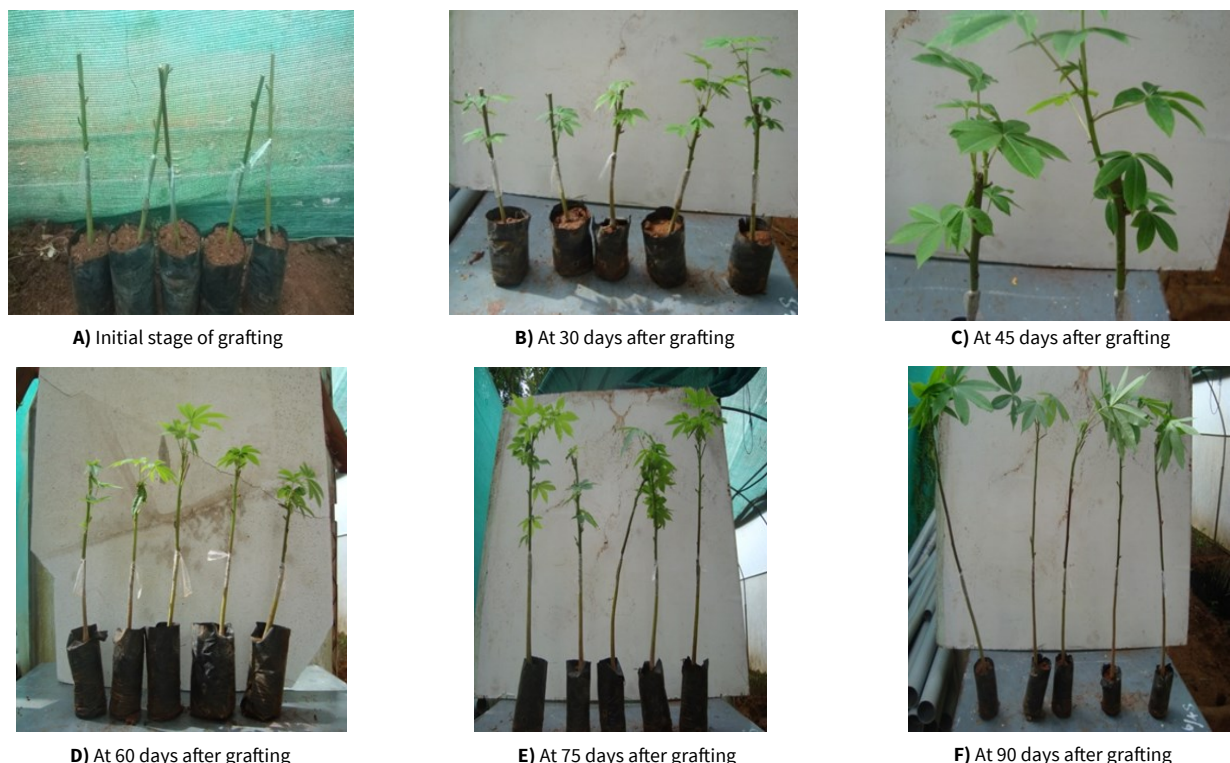 A) Initial stage of grafting
B) At 30 days after grafting
C) At 45 days after grafting
D) At 60 days after grafting
E) At 75 days after grafting
F) At 90 days after grafting